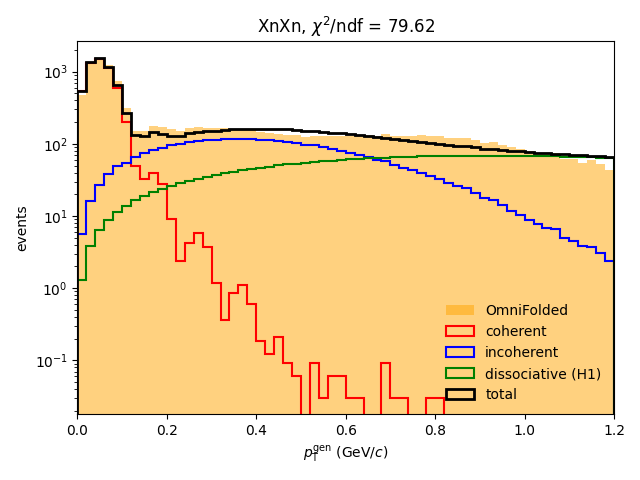 XnXn, χ²/ndf = 79.62
events
10³
10²
10¹
10⁰
10⁻¹
OmniFolded
coherent
incoherent
dissociative (H1)
total
0.0 0.2 0.4 0.6 0.8 1.0 1.2
p_T^gen (GeV/c)